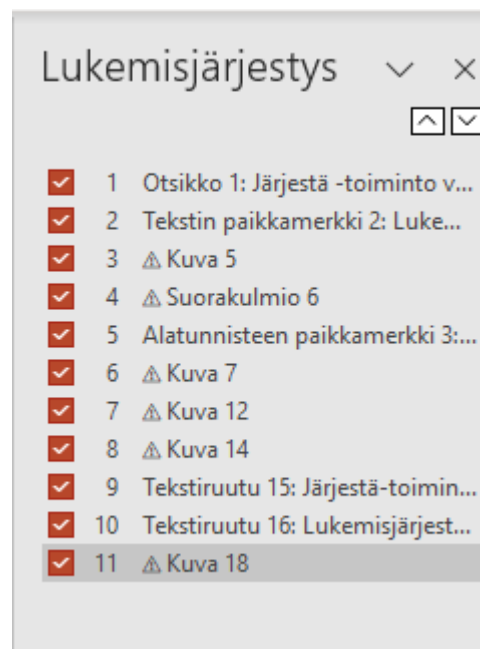 Lukemisjärjestys
1 Otsikko 1: Järjestä -toiminto v...
2 Tekstin paikkamerkki 2: Luke...
3 ⚠ Kuva 5
4 ⚠ Suorakulmio 6
5 Alatunnisteen paikkamerkki 3:...
6 ⚠ Kuva 7
7 ⚠ Kuva 12
8 ⚠ Kuva 14
9 Tekstiruutu 15: Järjestä-toimin...
10 Tekstiruutu 16: Lukemisjärjest...
11 ⚠ Kuva 18